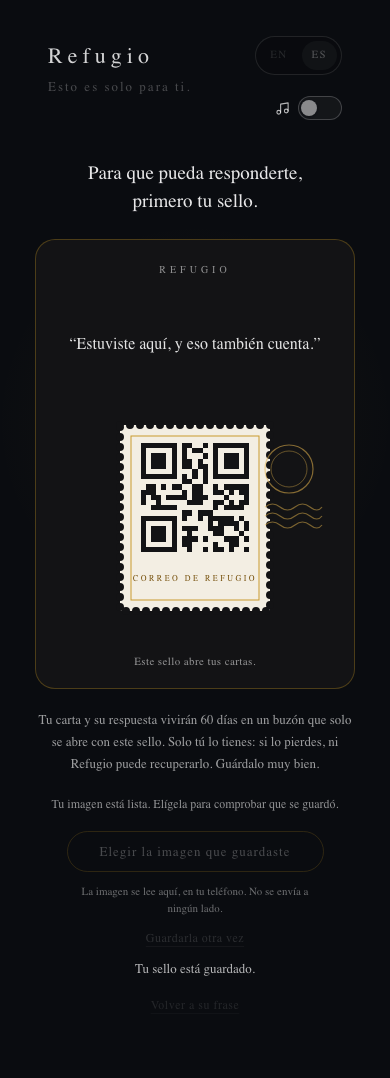 Refugio
EN ES
Esto es solo para ti.
Para que pueda responderte,
primero tu sello.
REFUGIO
“Estuviste aquí, y eso también cuenta.”
CORREO DE REFUGIO
Este sello abre tus cartas.
Tu carta y su respuesta vivirán 60 días en un buzón que solo
se abre con este sello. Solo tú lo tienes: si lo pierdes, ni
Refugio puede recuperarlo. Guárdalo muy bien.
Tu imagen está lista. Elígela para comprobar que se guardó.
Elegir la imagen que guardaste
La imagen se lee aquí, en tu teléfono. No se envía a
ningún lado.
Guardarla otra vez
Tu sello está guardado.
Volver a su frase